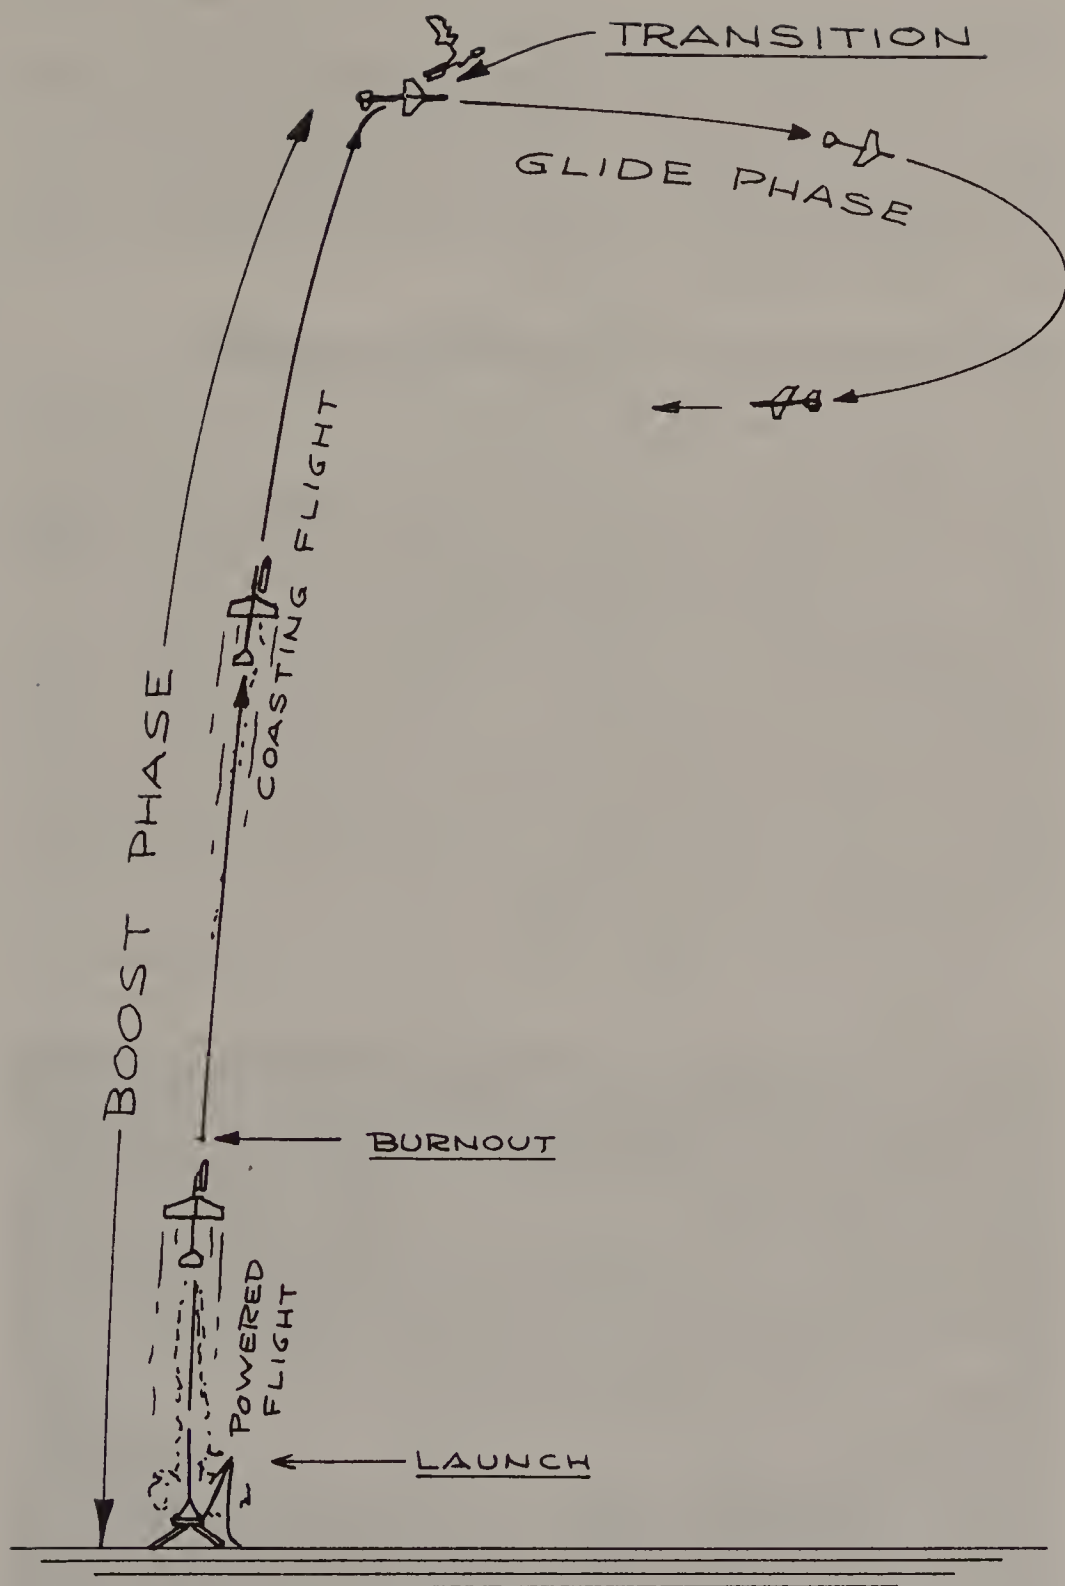 TRANSITION
GLIDE PHASE
COASTING FLIGHT
BOOST PHASE
BURNOUT
POWERED
FLIGHT
LAUNCH